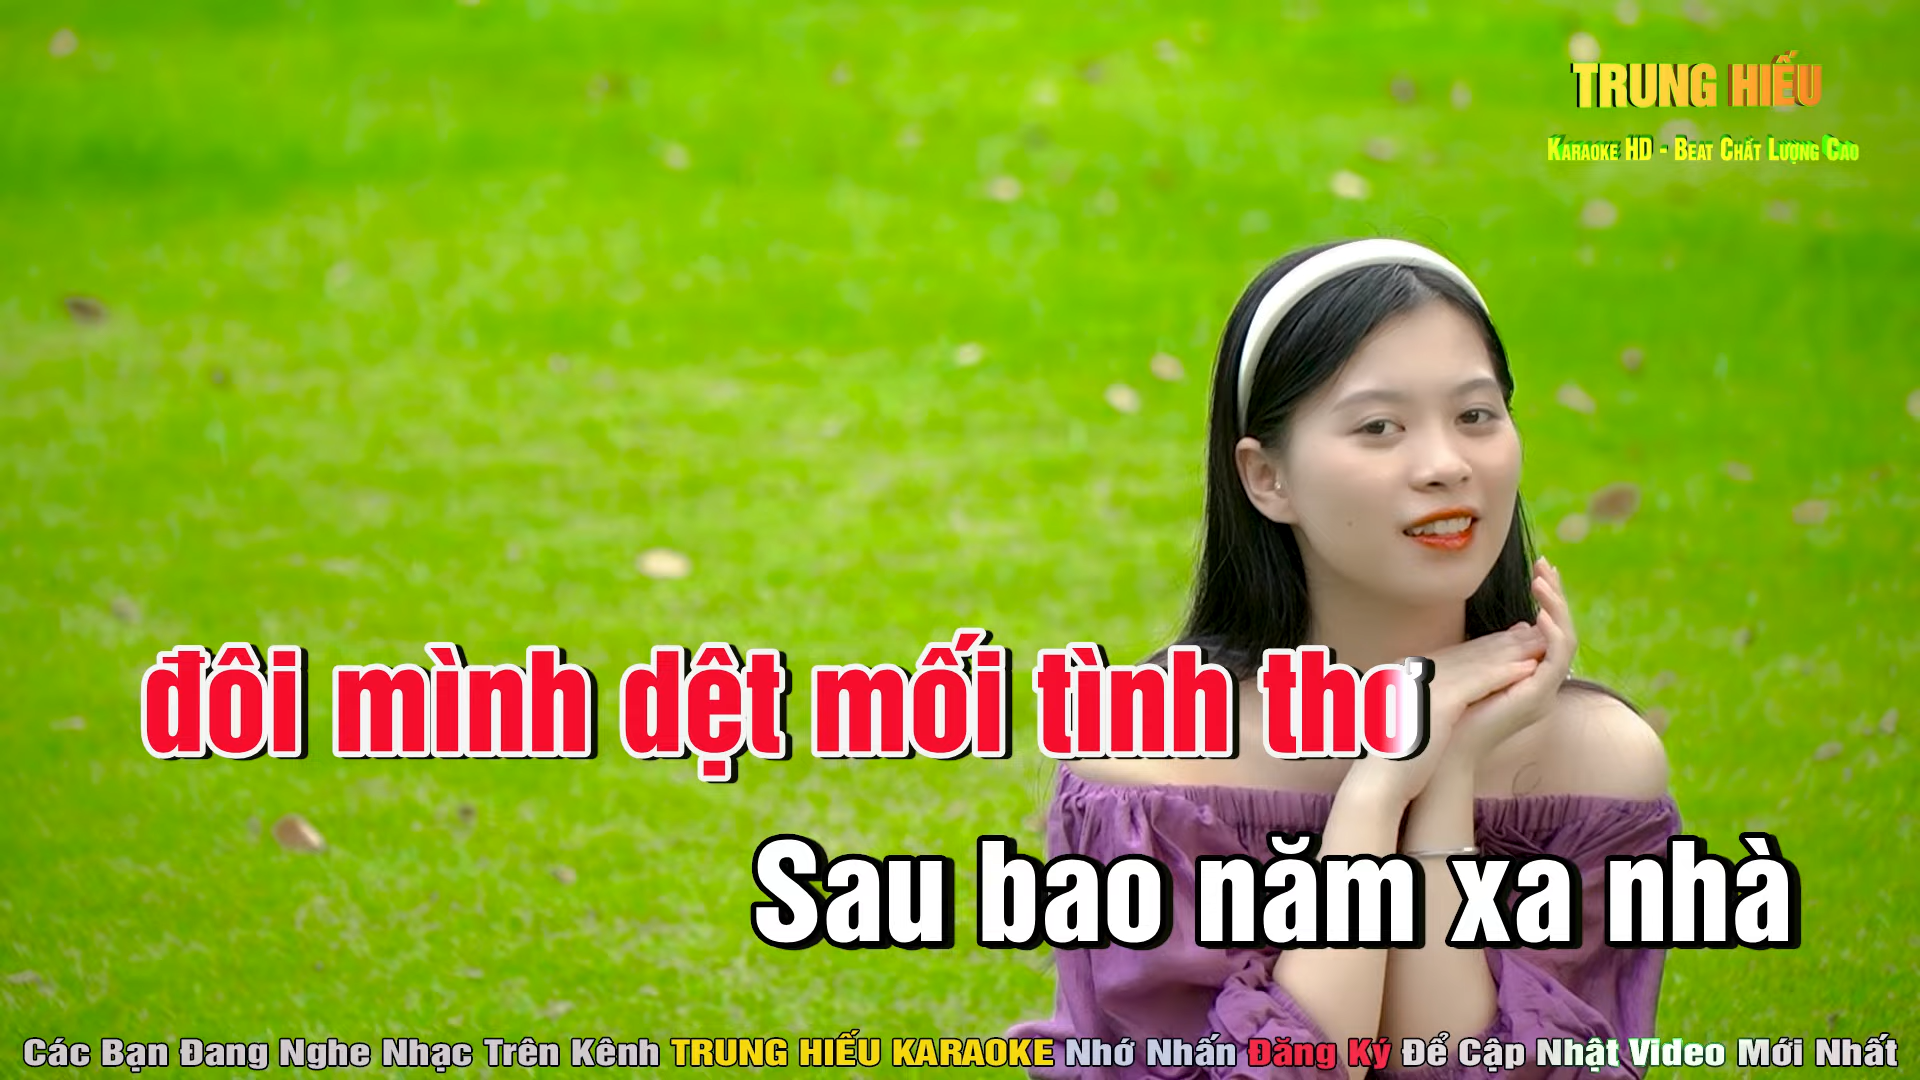 TRUNG HIẾU
KARAOKE HD - BEAT CHẤT LƯỢNG CAO
đôi mình dệt mối tình thơ
Sau bao năm xa nhà
Các Bạn Đang Nghe Nhạc Trên Kênh TRUNG HIẾU KARAOKE Nhớ Nhấn Đăng Ký Để Cập Nhật Video Mới Nhất